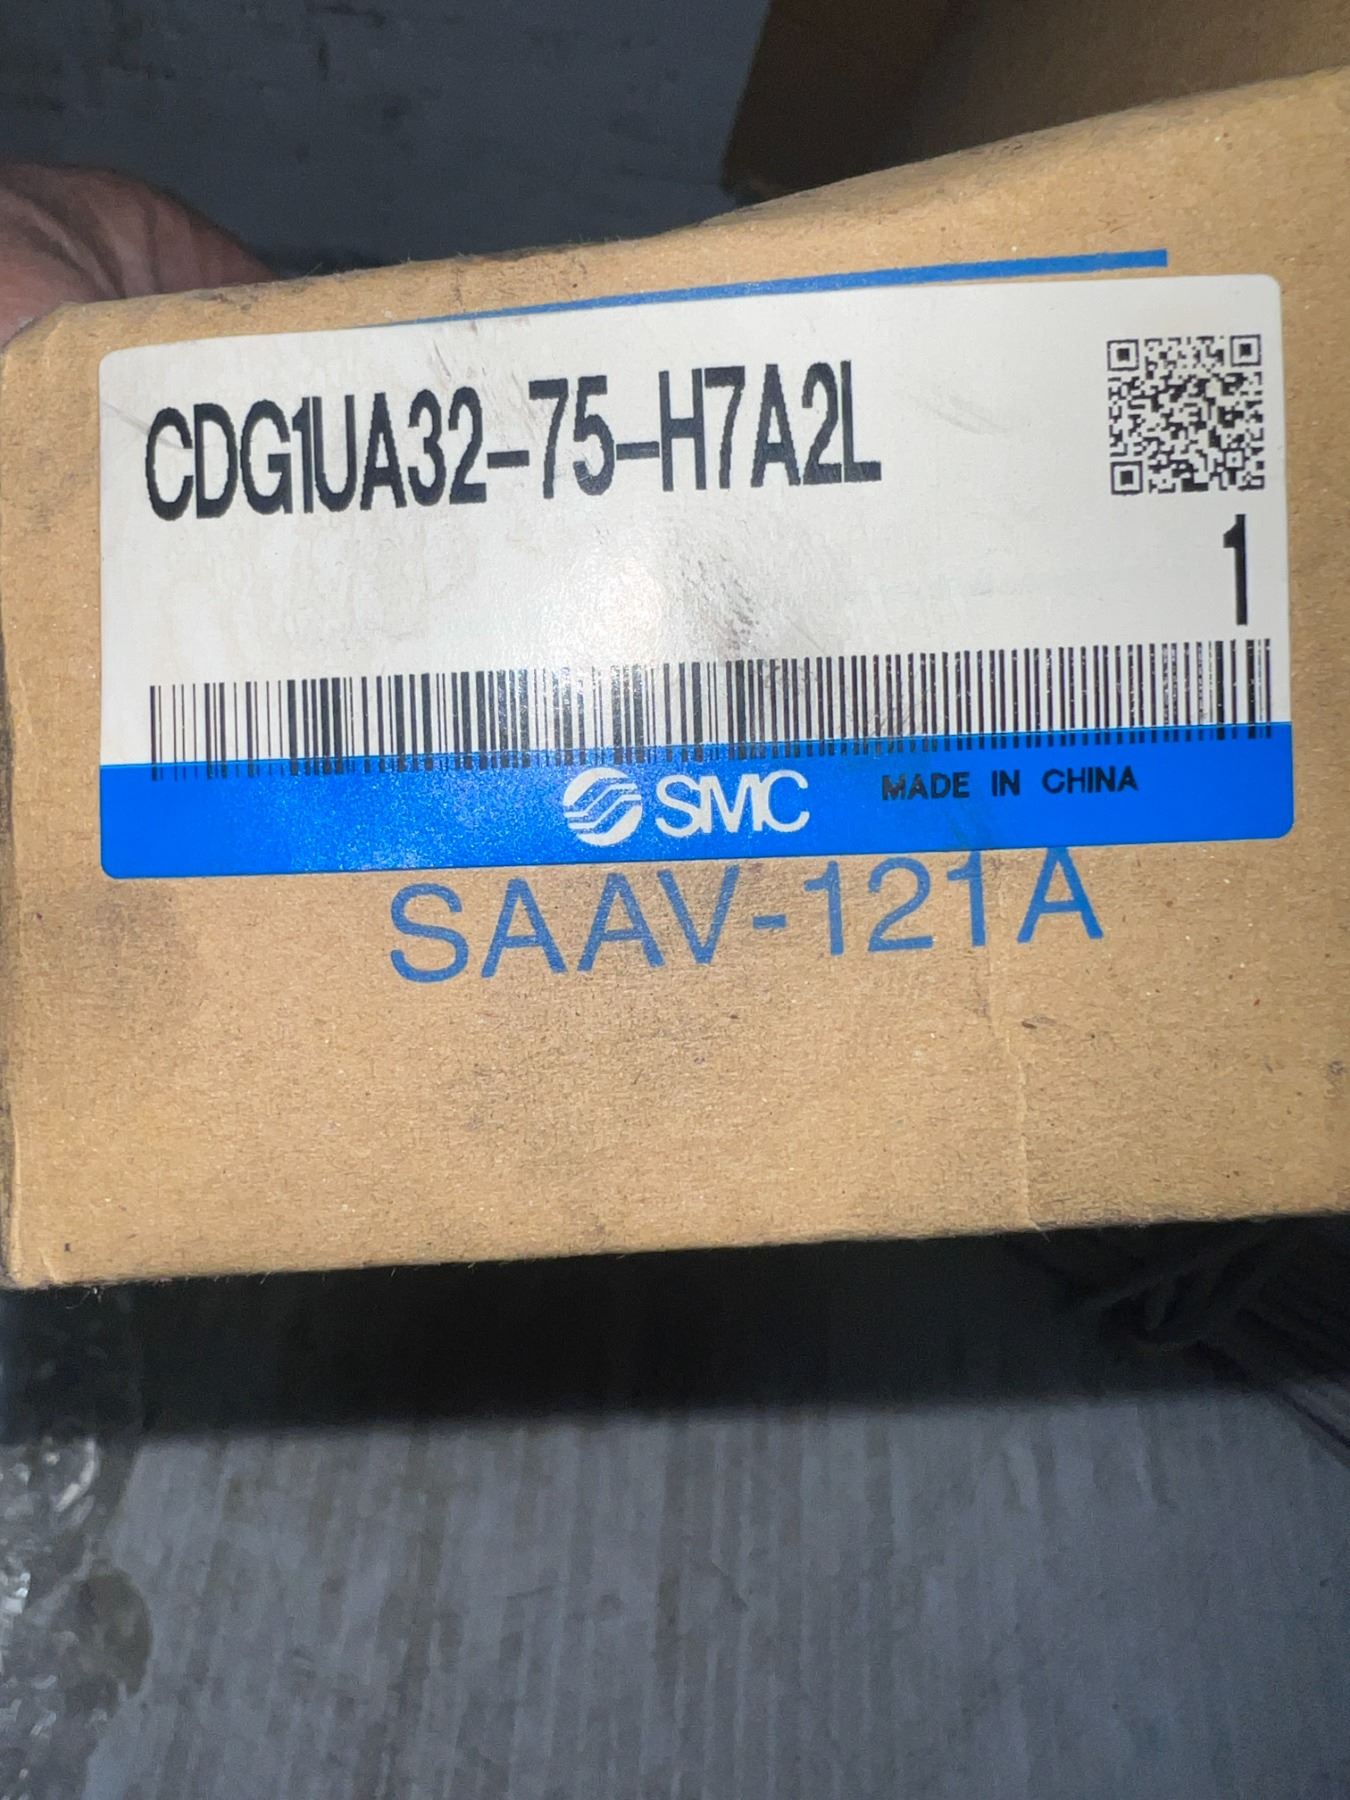 CDG1UA32-75-H7A2L
1
SMC MADE IN CHINA
SAAV-121A